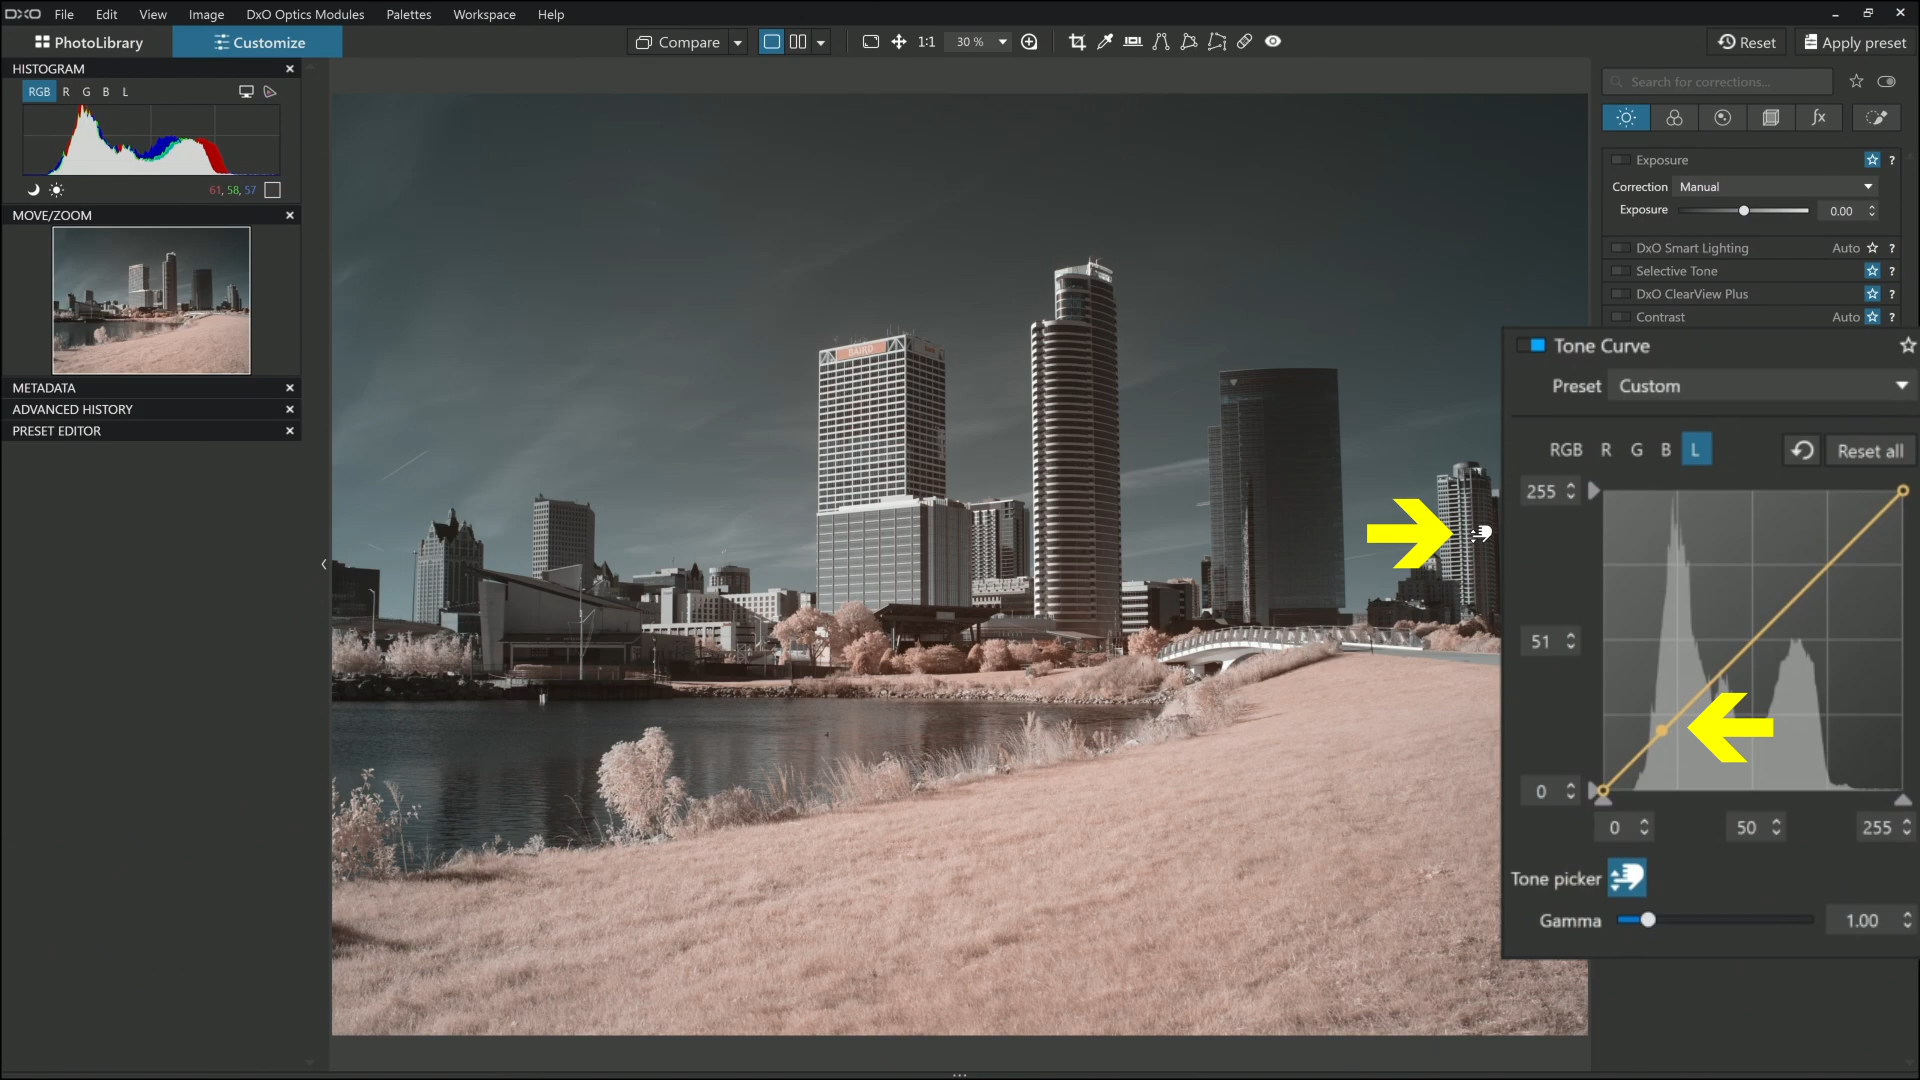 DXO File Edit View Image DxO Optics Modules Palettes Workspace Help
PhotoLibrary Customize Compare 1:1 30 % Reset Apply preset
HISTOGRAM
RGB R G B L
61, 58, 57
MOVE/ZOOM
METADATA
ADVANCED HISTORY
PRESET EDITOR
BAIRD
Search for corrections...
fx
Exposure ?
Correction Manual
Exposure 0.00
DxO Smart Lighting Auto ?
Selective Tone ?
DxO ClearView Plus ?
Contrast Auto ?
Tone Curve
Preset Custom
RGB R G B L Reset all
255
51
0
0 50 255
Tone picker
Gamma 1.00